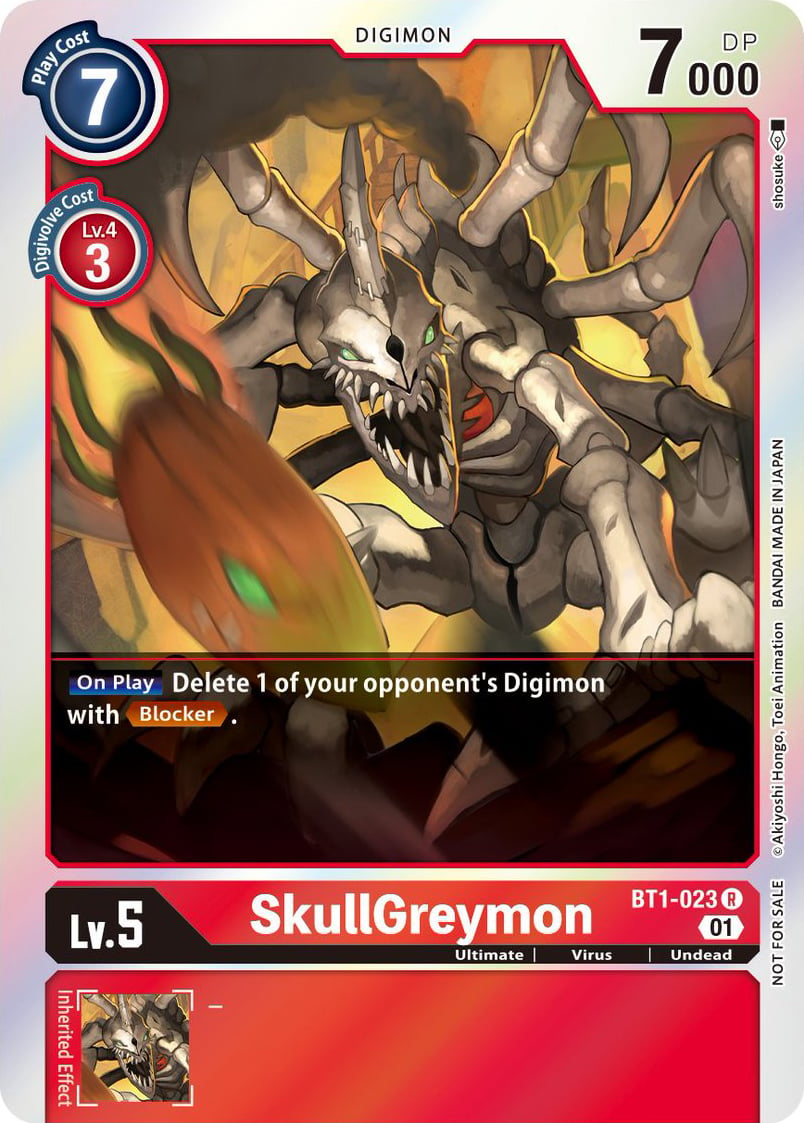 DIGIMON
Play Cost
7
7000
DP
Digivolve Cost
Lv.4
3
shosuke
On Play Delete 1 of your opponent's Digimon
with Blocker .
© Akiyoshi Hongo, Toei Animation BANDAI MADE IN JAPAN
NOT FOR SALE
Lv.5
SkullGreymon
BT1-023 R
01
Ultimate | Virus | Undead
Inherited Effect
–